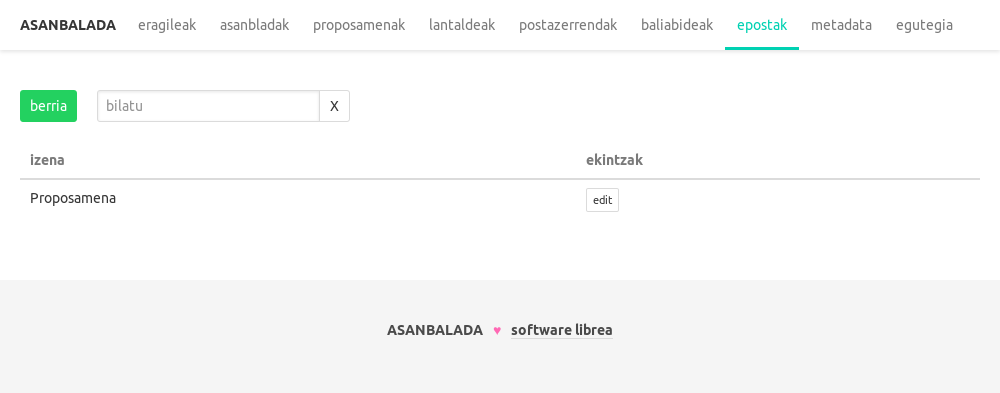 ASANBALADA eragileak asanbladak proposamenak lantaldeak postazerrendak baliabideak epostak metadata egutegia
berria bilatu X
izena ekintzak
Proposamena edit
ASANBALADA ♥ software librea